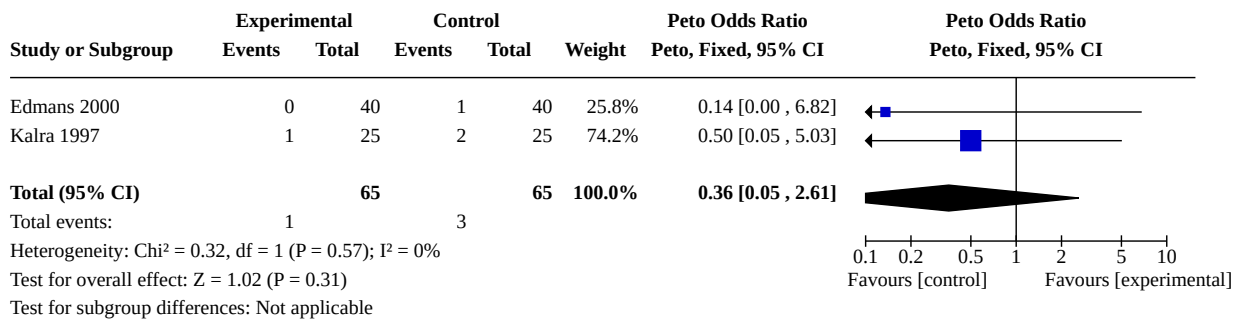 Experimental Control Peto Odds Ratio Peto Odds Ratio
Study or Subgroup Events Total Events Total Weight Peto, Fixed, 95% CI Peto, Fixed, 95% CI
Edmans 2000 0 40 1 40 25.8% 0.14 [0.00 , 6.82]
Kalra 1997 1 25 2 25 74.2% 0.50 [0.05 , 5.03]
Total (95% CI) 65 65 100.0% 0.36 [0.05 , 2.61]
Total events: 1 3
Heterogeneity: Chi² = 0.32, df = 1 (P = 0.57); I² = 0%
0.1 0.2 0.5 1 2 5 10
Test for overall effect: Z = 1.02 (P = 0.31)
Favours [control] Favours [experimental]
Test for subgroup differences: Not applicable